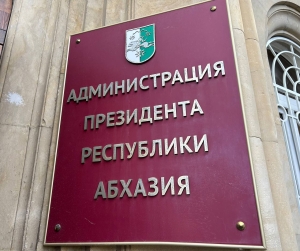 АДМИНИСТРАЦИЯ
ПРЕЗИДЕНТА
РЕСПУБЛИКИ
АБХАЗИЯ